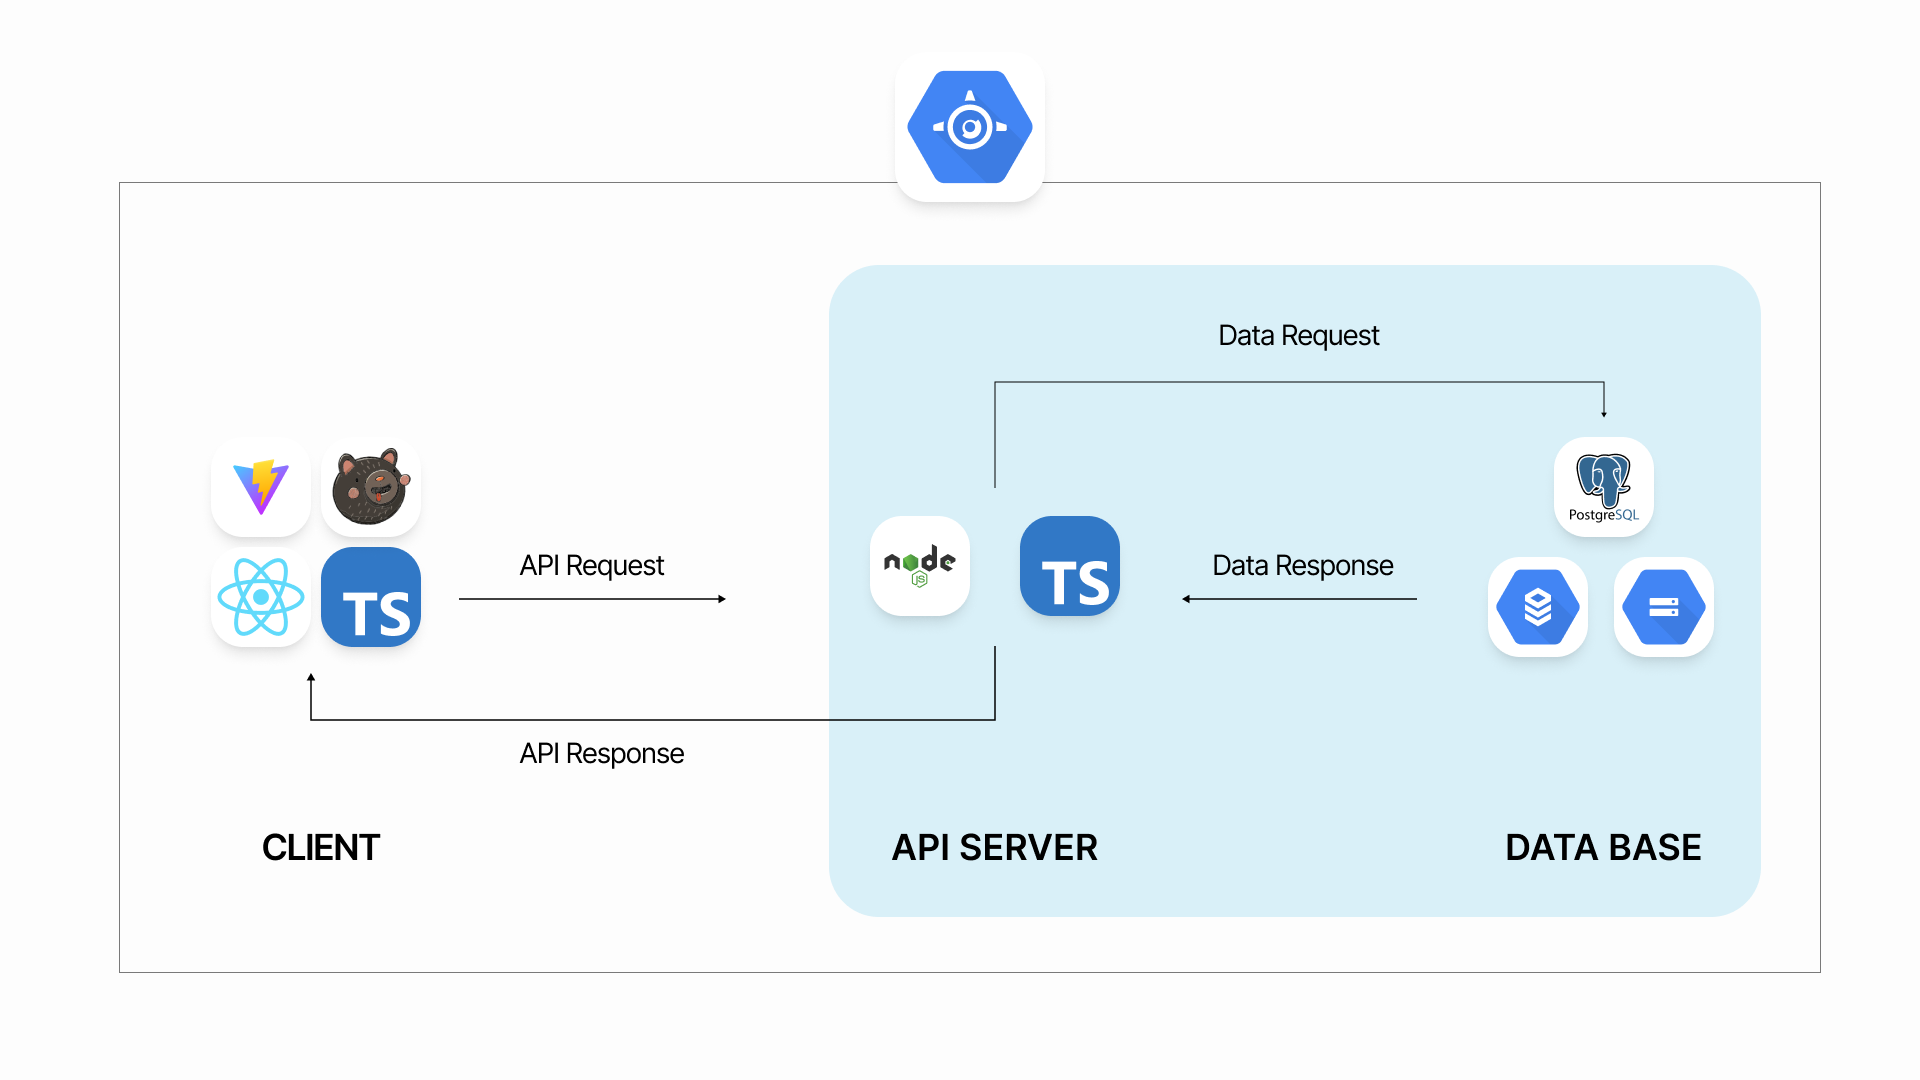 Data Request
PostgreSQL
API Request
node
JS
TS
Data Response
TS
API Response
CLIENT
API SERVER
DATA BASE